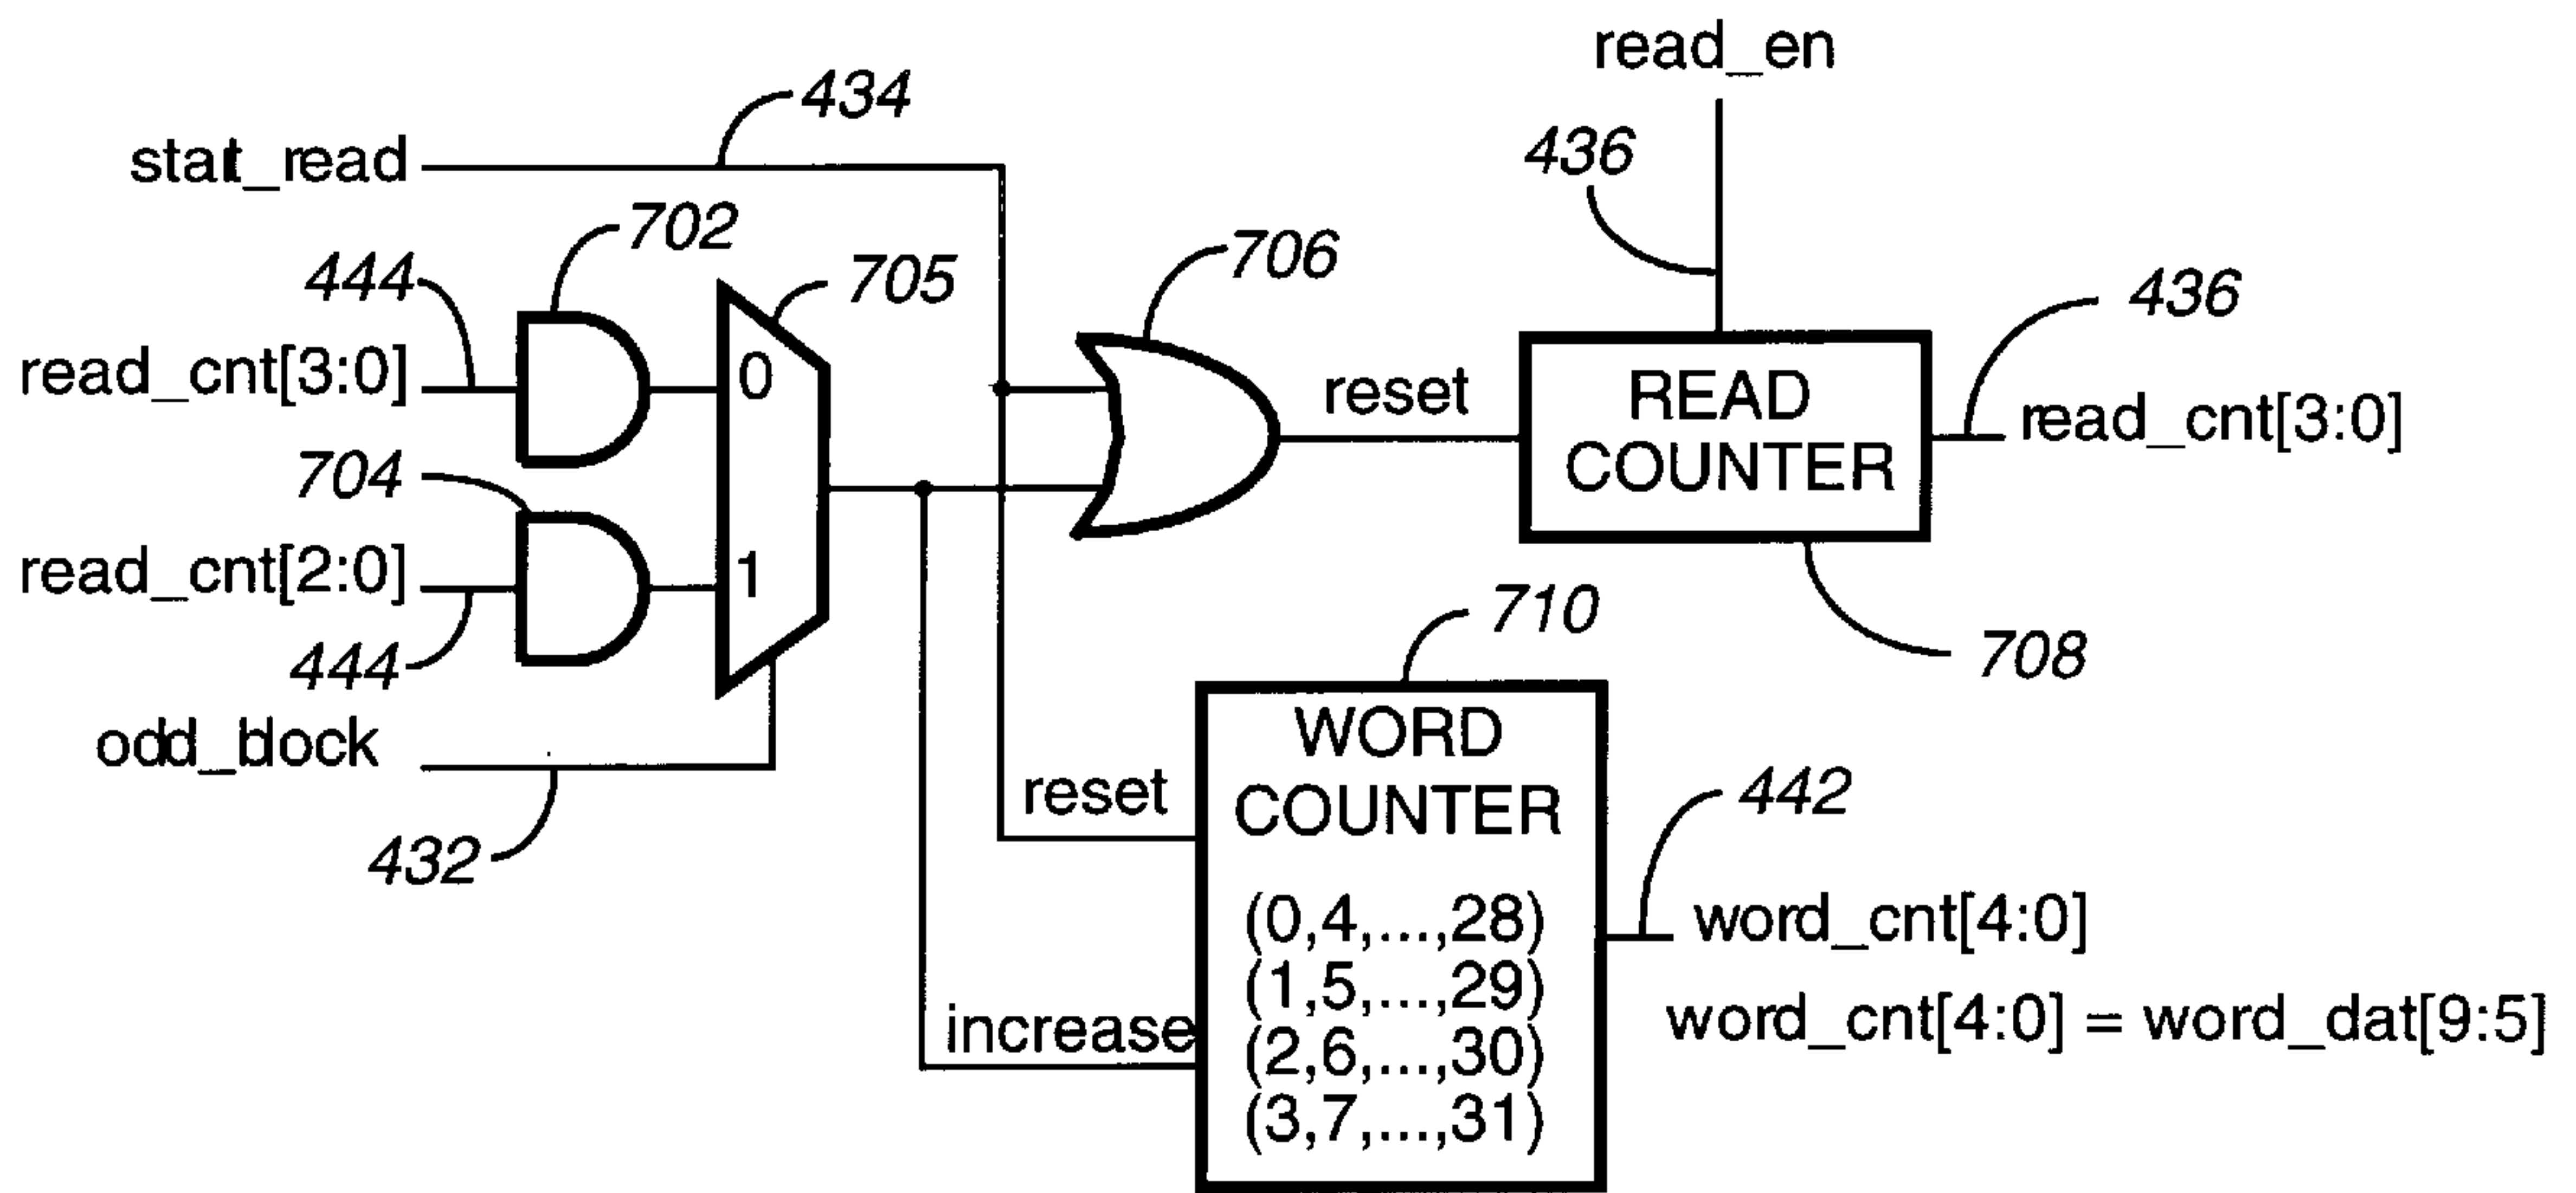 read_en
434
436
start_read
702
706
444
705
436
read_cnt[3:0]
0
reset
READ
COUNTER
read_cnt[3:0]
704
read_cnt[2:0]
1
710
444
708
odd_block
WORD
COUNTER
reset
442
432
(0,4,...,28)
word_cnt[4:0]
(1,5,...,29)
increase
word_cnt[4:0] = word_dat[9:5]
(2,6,...,30)
(3,7,...,31)